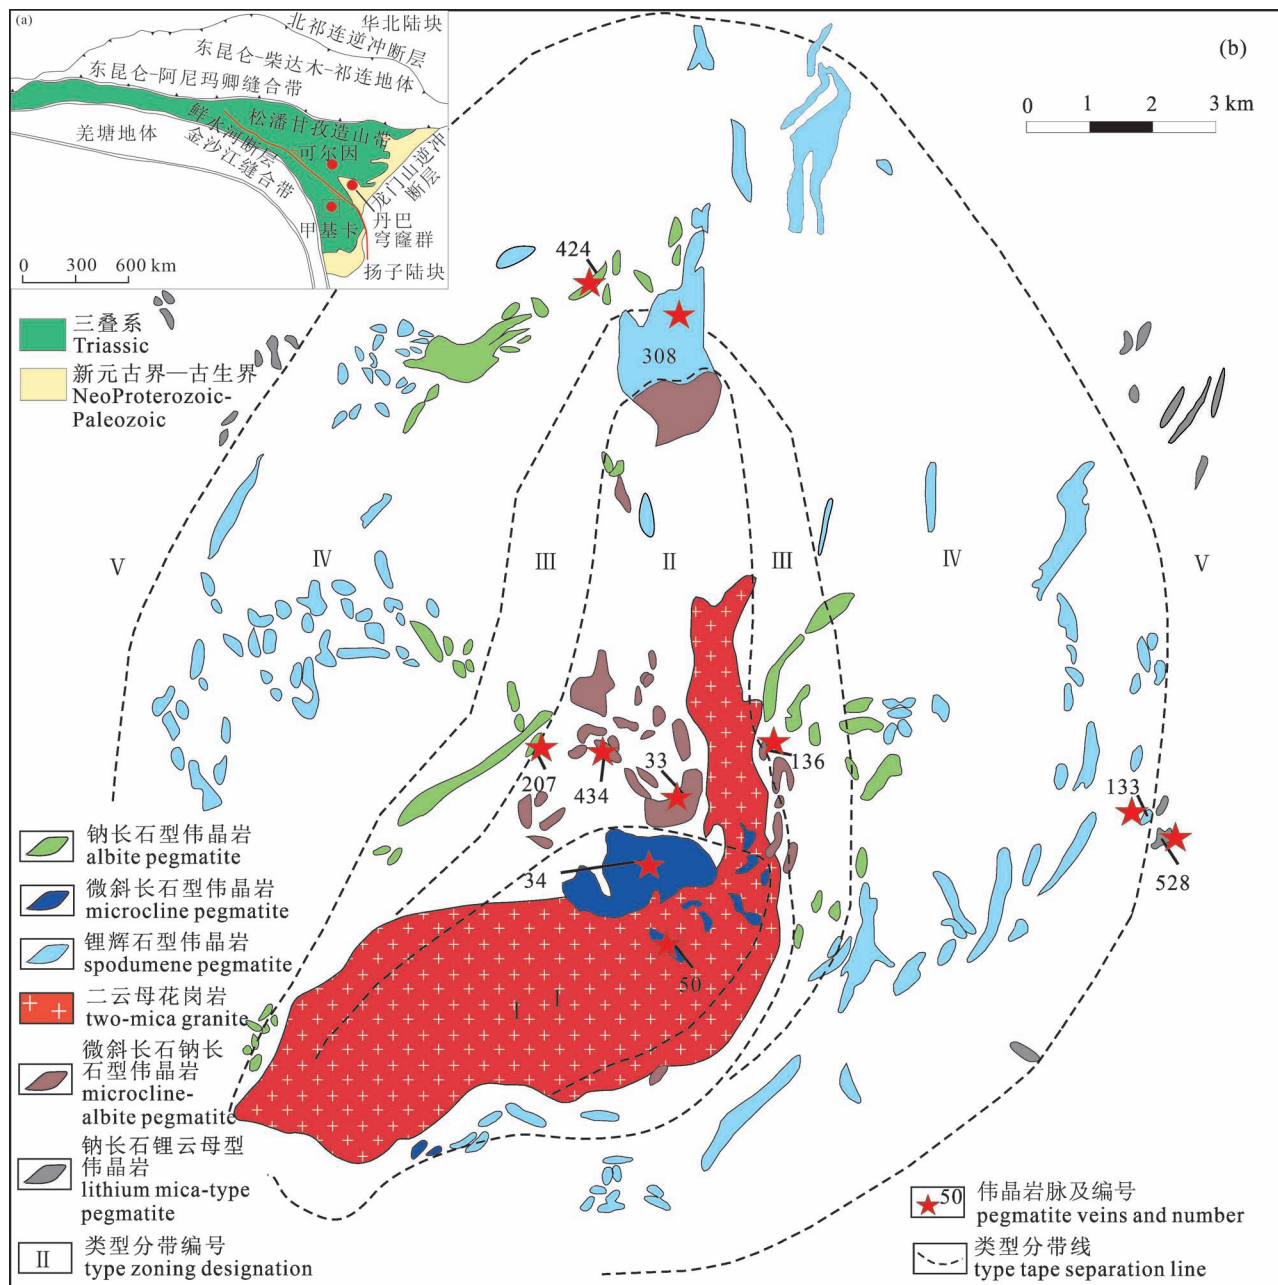 (a)
华北陆块
北祁连逆冲断层
东昆仑-柴达木-祁连地体
东昆仑-阿尼玛卿缝合带
羌塘地体
鲜水河断层
金沙江缝合带
松潘甘孜造山带
可尔因
龙门山逆冲
断层
丹巴
穹窿群
甲基卡
扬子陆块
0 300 600 km
三叠系
Triassic
新元古界—古生界
NeoProterozoic-
Paleozoic
(b)
0 1 2 3 km
424
308
V
IV
III
II
III
IV
V
207
434
33
136
133
528
34
50
I
I
钠长石型伟晶岩
albite pegmatite
微斜长石型伟晶岩
microcline pegmatite
锂辉石型伟晶岩
spodumene pegmatite
二云母花岗岩
two-mica granite
微斜长石钠长
石型伟晶岩
microcline-
albite pegmatite
钠长石锂云母型
伟晶岩
lithium mica-type
pegmatite
II
类型分带编号
type zoning designation
50
伟晶岩脉及编号
pegmatite veins and number
类型分带线
type tape separation line